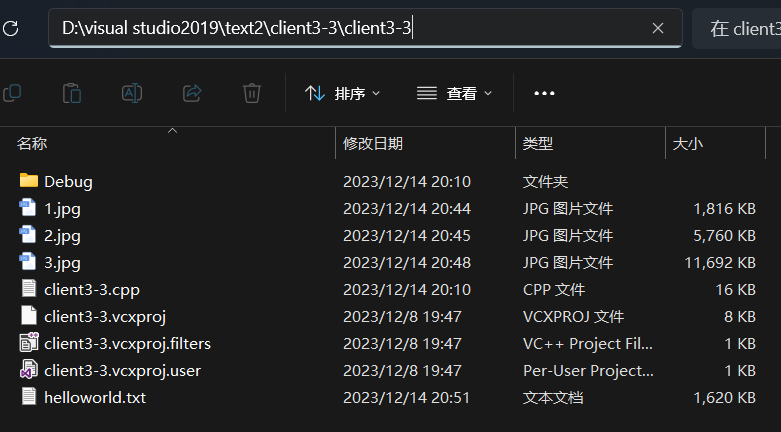 D:\visual studio2019\text2\client3-3\client3-3 在 client3
排序 查看
名称 修改日期 类型 大小
Debug 2023/12/14 20:10 文件夹
1.jpg 2023/12/14 20:44 JPG 图片文件 1,816 KB
2.jpg 2023/12/14 20:45 JPG 图片文件 5,760 KB
3.jpg 2023/12/14 20:48 JPG 图片文件 11,692 KB
client3-3.cpp 2023/12/14 20:10 CPP 文件 16 KB
client3-3.vcxproj 2023/12/8 19:47 VCXPROJ 文件 8 KB
client3-3.vcxproj.filters 2023/12/8 19:47 VC++ Project Fil... 1 KB
client3-3.vcxproj.user 2023/12/8 19:47 Per-User Project... 1 KB
helloworld.txt 2023/12/14 20:51 文本文档 1,620 KB